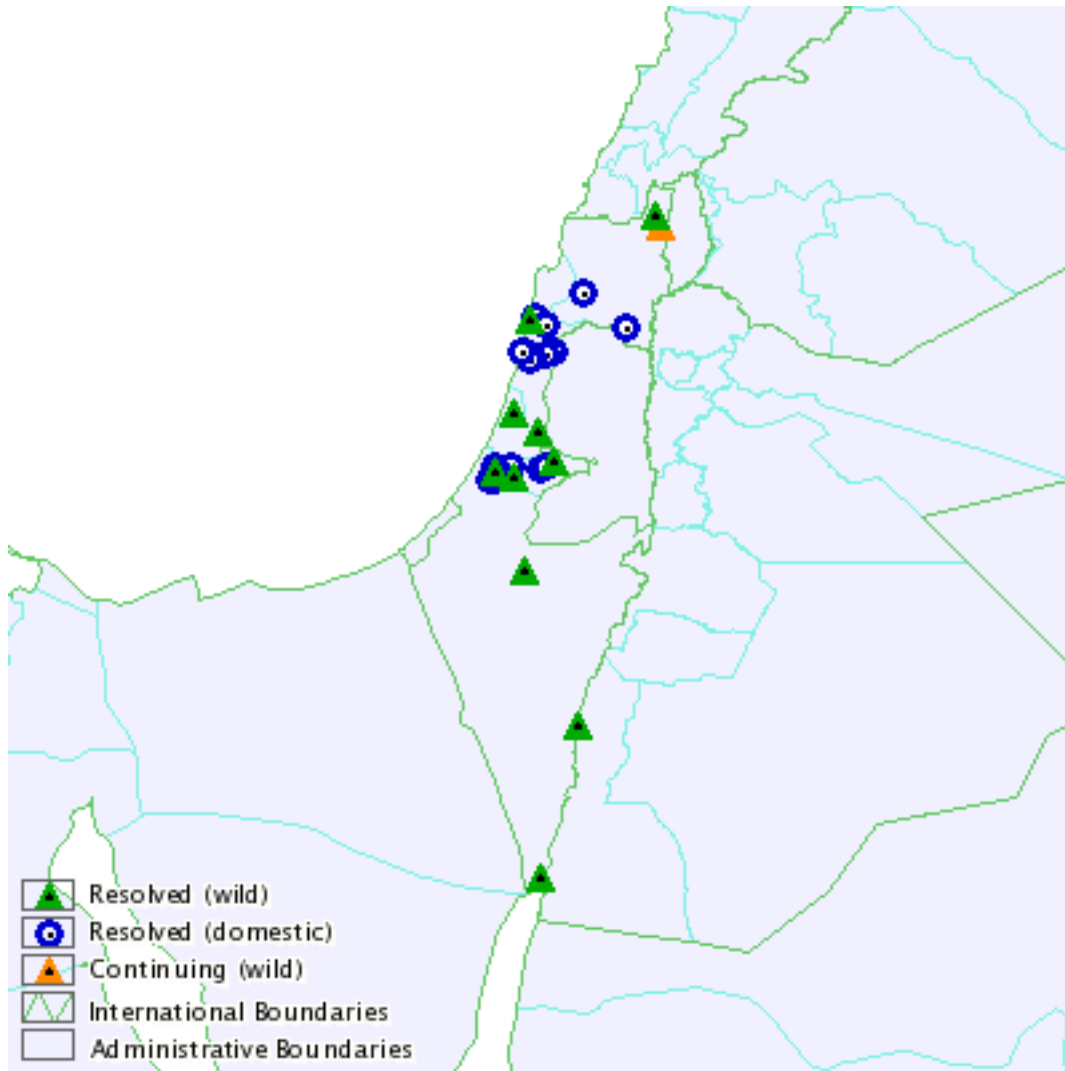 Resolved (wild)
Resolved (domestic)
Continuing (wild)
International Boundaries
Administrative Boundaries